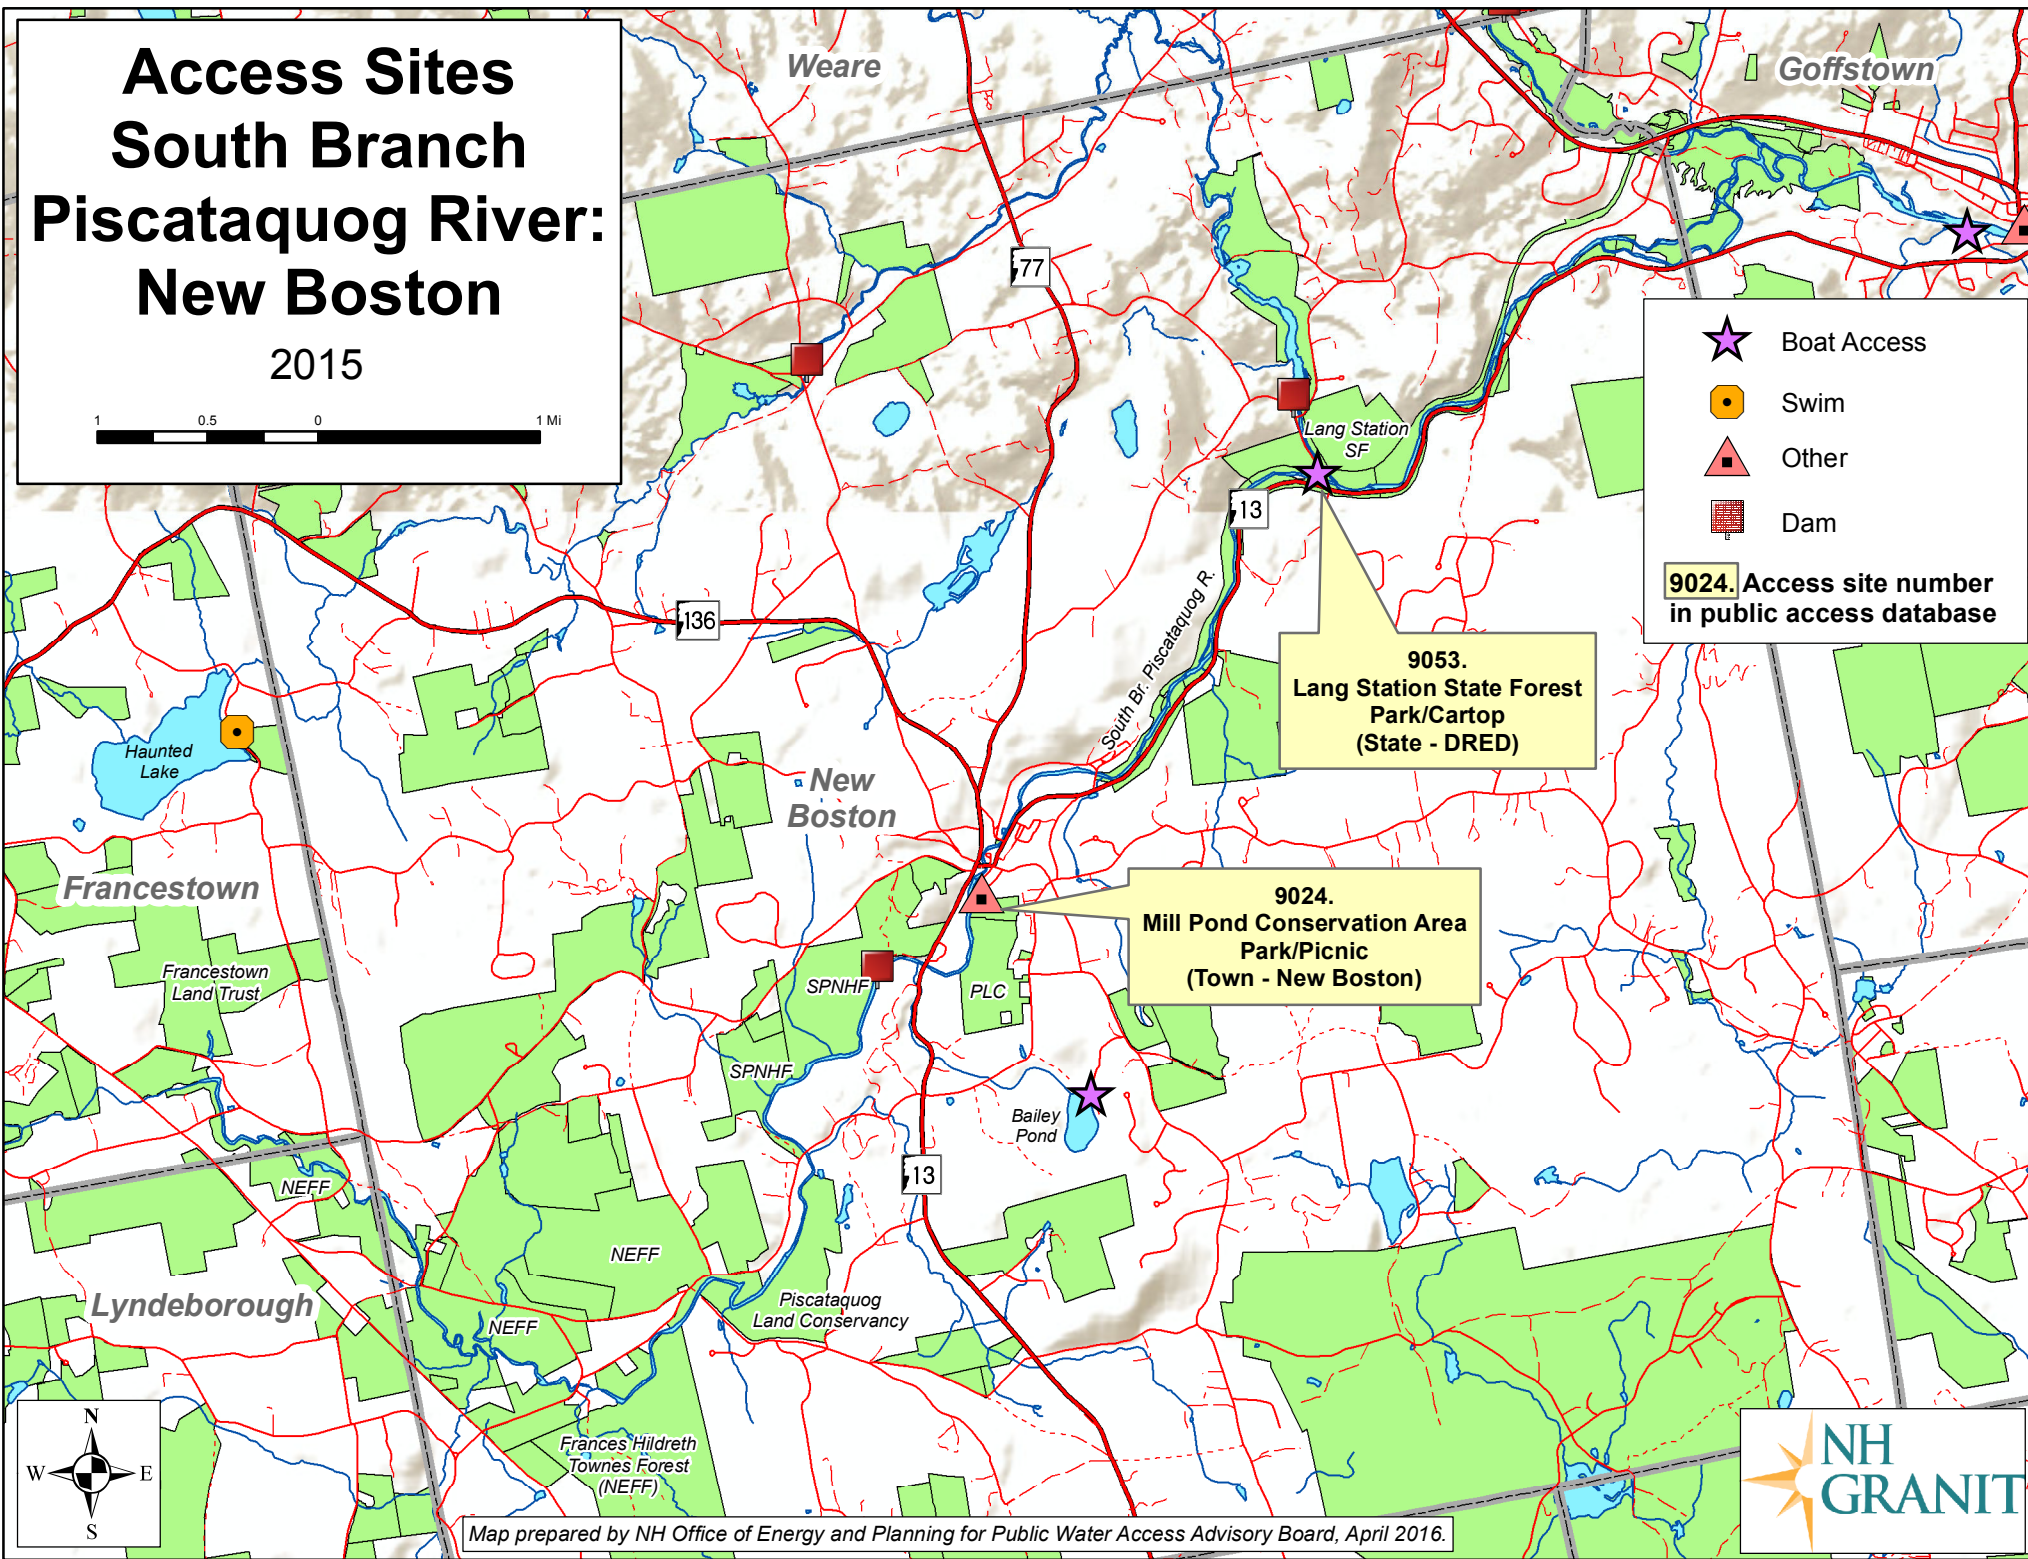 Access Sites
South Branch
Piscataquog River:
New Boston
2015
1 0.5 0 1 Mi
Weare
Goffstown
77
Boat Access
Swim
Other
Dam
9024. Access site number
in public access database
Lang Station
SF
13
136
South Br. Piscataquog R.
9053.
Lang Station State Forest
Park/Cartop
(State - DRED)
Haunted
Lake
New
Boston
Francestown
9024.
Mill Pond Conservation Area
Park/Picnic
(Town - New Boston)
Francestown
Land Trust
SPNHF
PLC
SPNHF
Bailey
Pond
13
NEFF
NEFF
Lyndeborough
NEFF
Piscataquog
Land Conservancy
Frances Hildreth
Townes Forest
(NEFF)
N
W E
S
NH
GRANIT
Map prepared by NH Office of Energy and Planning for Public Water Access Advisory Board, April 2016.